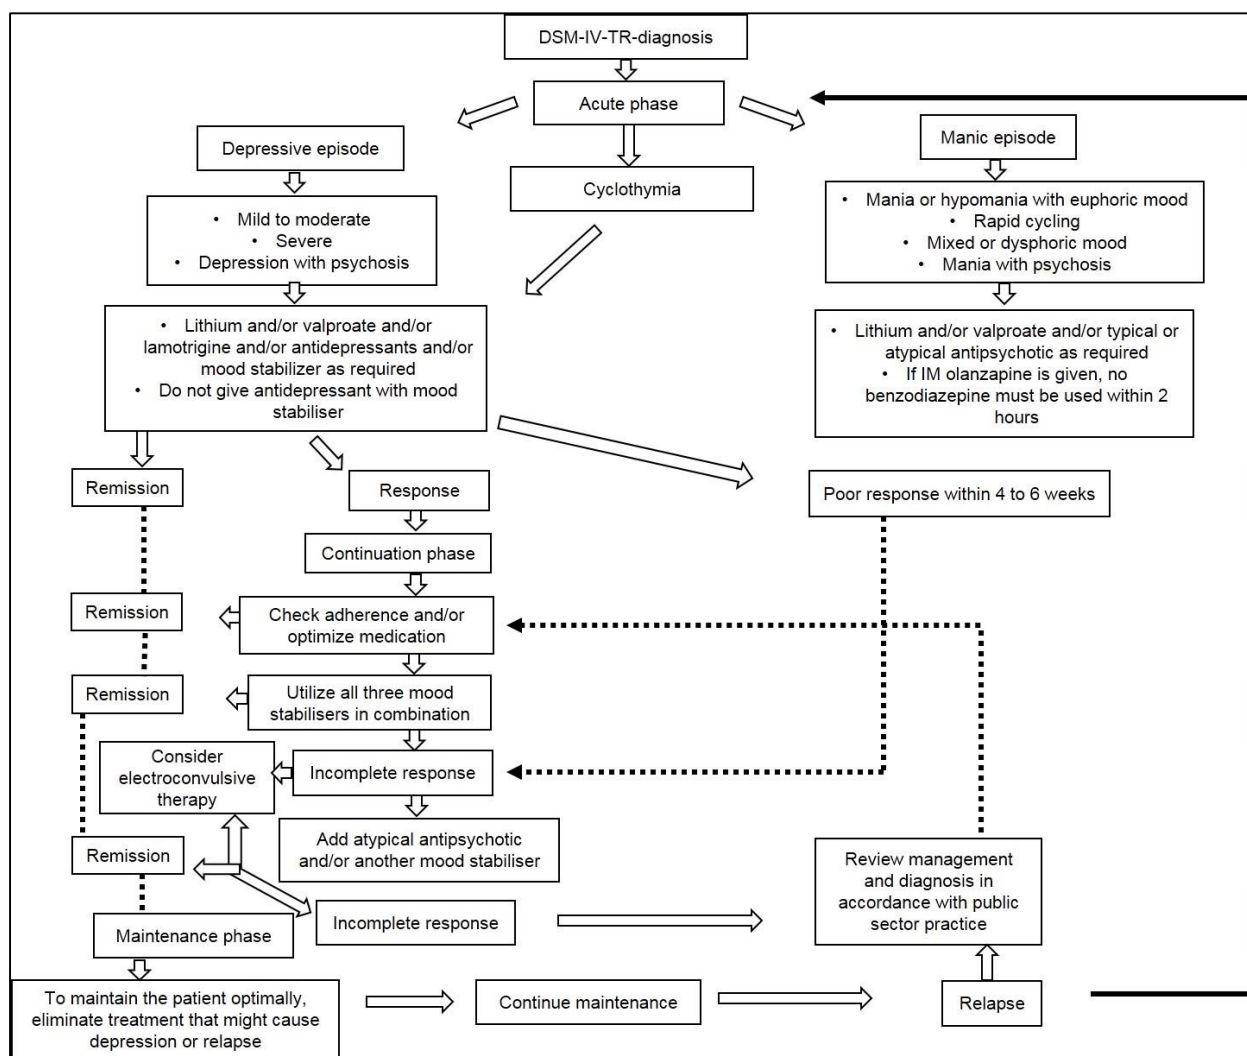 DSM-IV-TR-diagnosis
Acute phase
Depressive episode
Cyclothymia
Manic episode
• Mild to moderate
• Severe
• Depression with psychosis
• Mania or hypomania with euphoric mood
• Rapid cycling
• Mixed or dysphoric mood
• Mania with psychosis
• Lithium and/or valproate and/or
lamotrigine and/or antidepressants and/or
mood stabilizer as required
• Do not give antidepressant with mood
stabiliser
• Lithium and/or valproate and/or typical or
atypical antipsychotic as required
• If IM olanzapine is given, no
benzodiazepine must be used within 2
hours
Remission
Response
Poor response within 4 to 6 weeks
Continuation phase
Remission
Check adherence and/or
optimize medication
Remission
Utilize all three mood
stabilisers in combination
Consider
electroconvulsive
therapy
Incomplete response
Add atypical antipsychotic
and/or another mood stabiliser
Remission
Review management
and diagnosis in
accordance with public
sector practice
Incomplete response
Maintenance phase
To maintain the patient optimally,
eliminate treatment that might cause
depression or relapse
Continue maintenance
Relapse